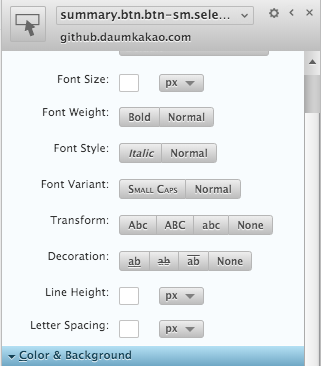 summary.btn.btn-sm.sele...
github.daumkakao.com
Font Size: px
Font Weight: Bold Normal
Font Style: Italic Normal
Font Variant: Small Caps Normal
Transform: Abc ABC abc None
Decoration: ab ab ab None
Line Height: px
Letter Spacing: px
Color & Background